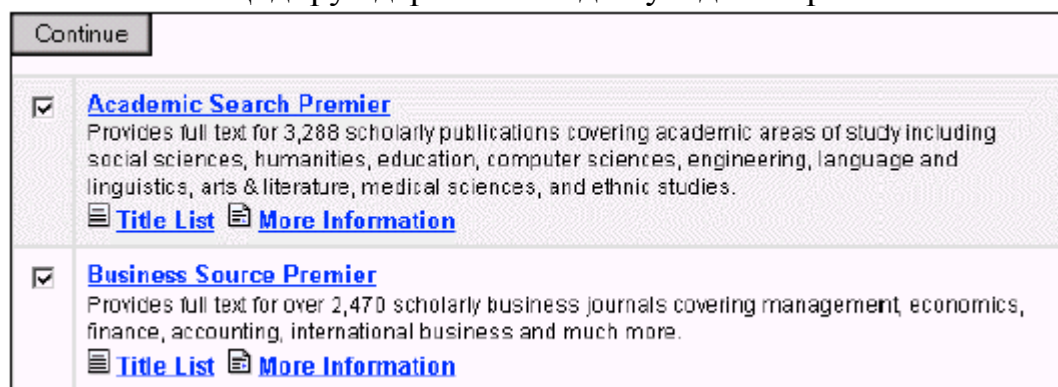 Continue
Academic Search Premier
Provides full text for 3,288 scholarly publications covering academic areas of study including
social sciences, humanities, education, computer sciences, engineering, language and
linguistics, arts & literature, medical sciences, and ethnic studies.
Title List More Information
Business Source Premier
Provides full text for over 2,470 scholarly business journals covering management, economics,
finance, accounting, international business and much more.
Title List More Information